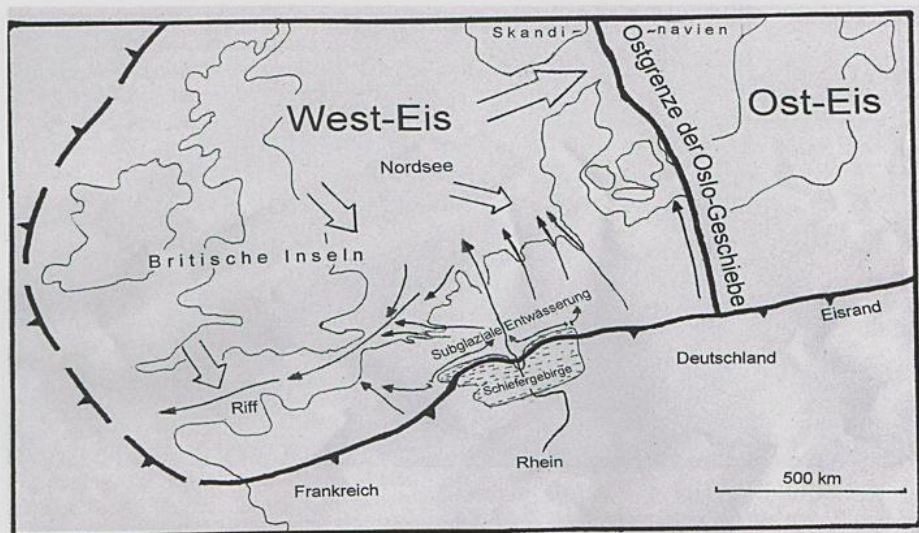 Skandi- -navien
West-Eis
Ost-Eis
Ostgrenze der Oslo-Geschiebe
Nordsee
Britische Inseln
Subglaziale Entwässerung
Eisrand
Deutschland
Schiefergebirge
Riff
Rhein
Frankreich
500 km